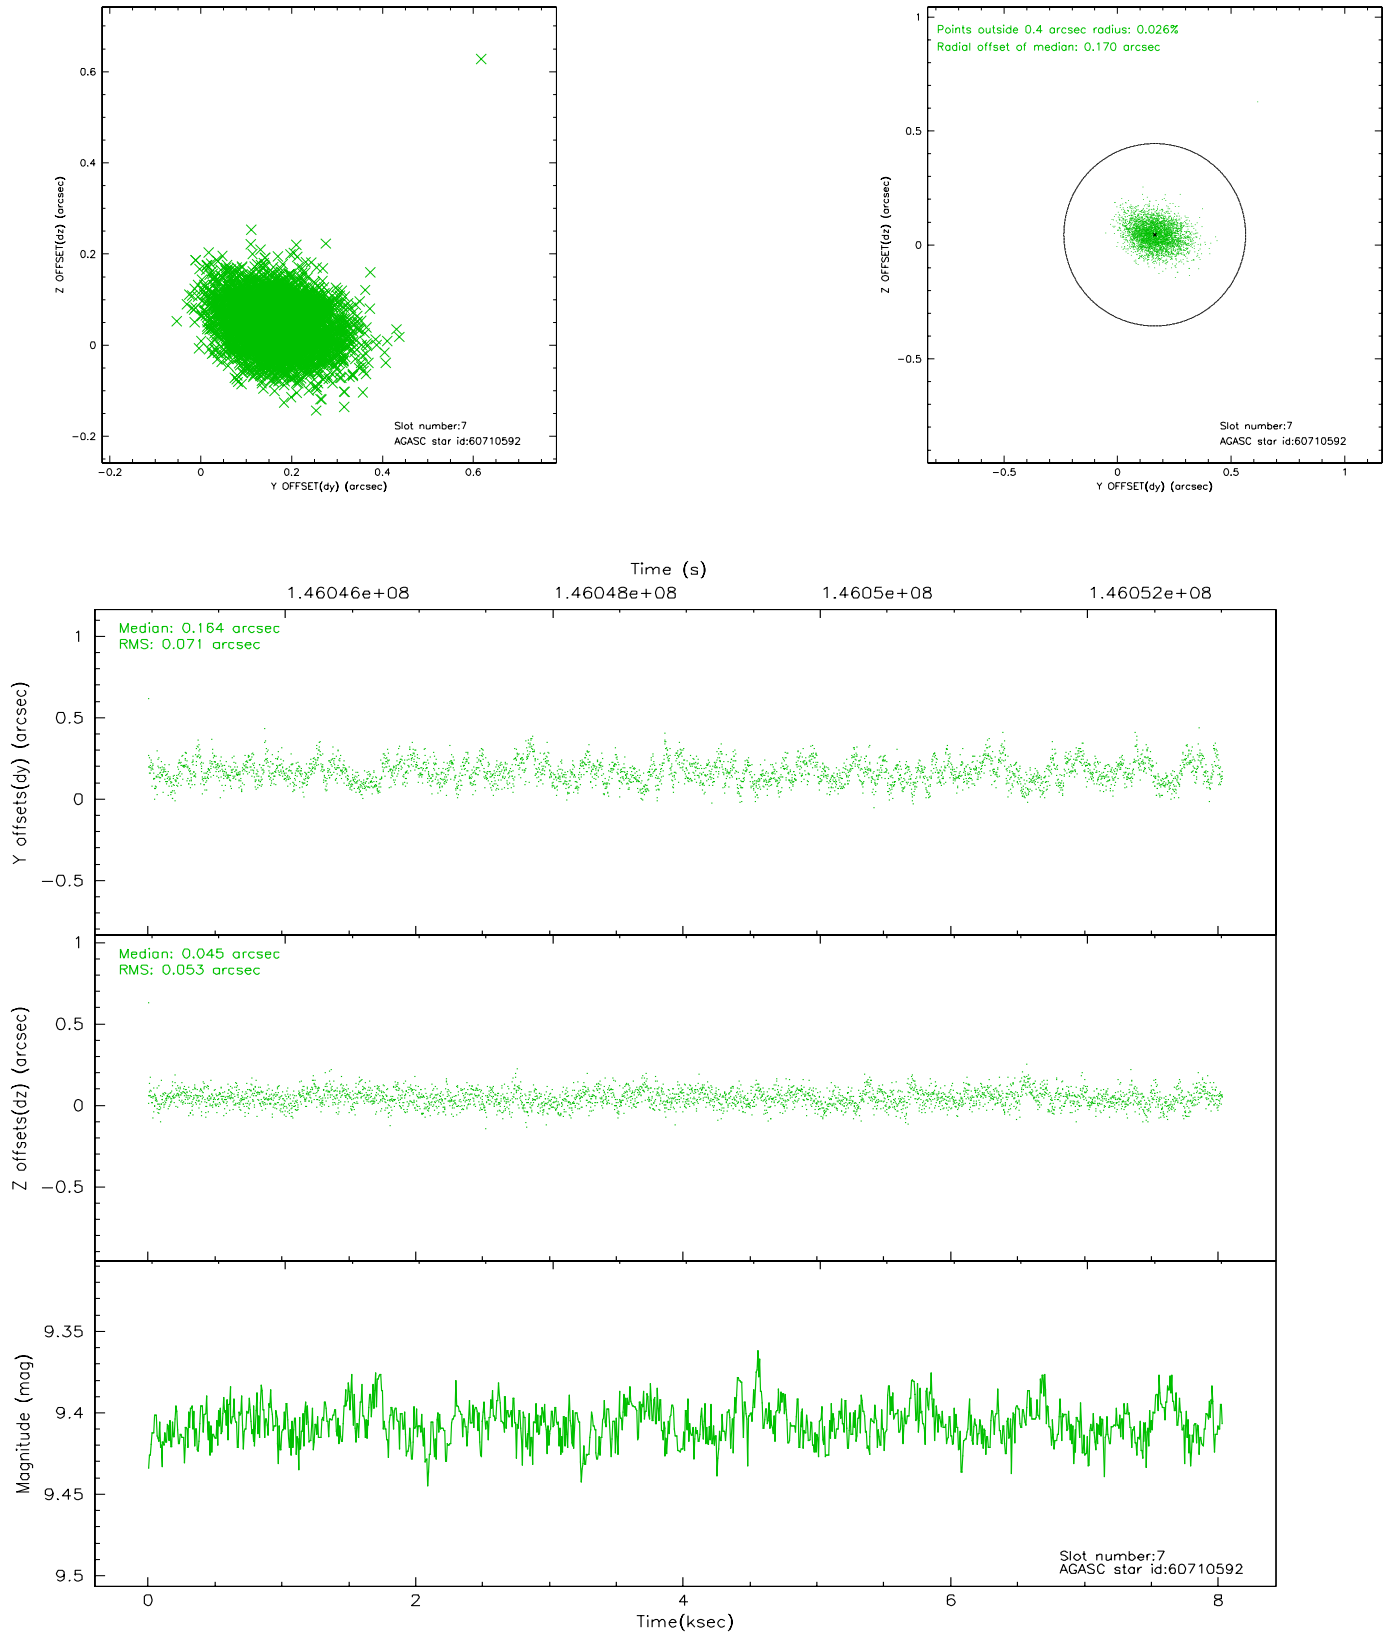 0.6
0.4
0.2
0
−0.2
Z OFFSET(dz) (arcsec)
Slot number:7
AGASC star id:60710592
−0.2 0 0.2 0.4 0.6
Y OFFSET(dy) (arcsec)
Points outside 0.4 arcsec radius: 0.026%
Radial offset of median: 0.170 arcsec
1
0.5
0
−0.5
Z OFFSET(dz) (arcsec)
Slot number:7
AGASC star id:60710592
−0.5 0 0.5 1
Y OFFSET(dy) (arcsec)
Time (s)
1.46046e+08 1.46048e+08 1.4605e+08 1.46052e+08
Median: 0.164 arcsec
RMS: 0.071 arcsec
1
0.5
0
−0.5
Y offsets(dy) (arcsec)
Median: 0.045 arcsec
RMS: 0.053 arcsec
1
0.5
0
−0.5
Z offsets(dz) (arcsec)
9.35
9.4
9.45
9.5
Magnitude (mag)
Slot number:7
AGASC star id:60710592
0 2 4 6 8
Time(ksec)